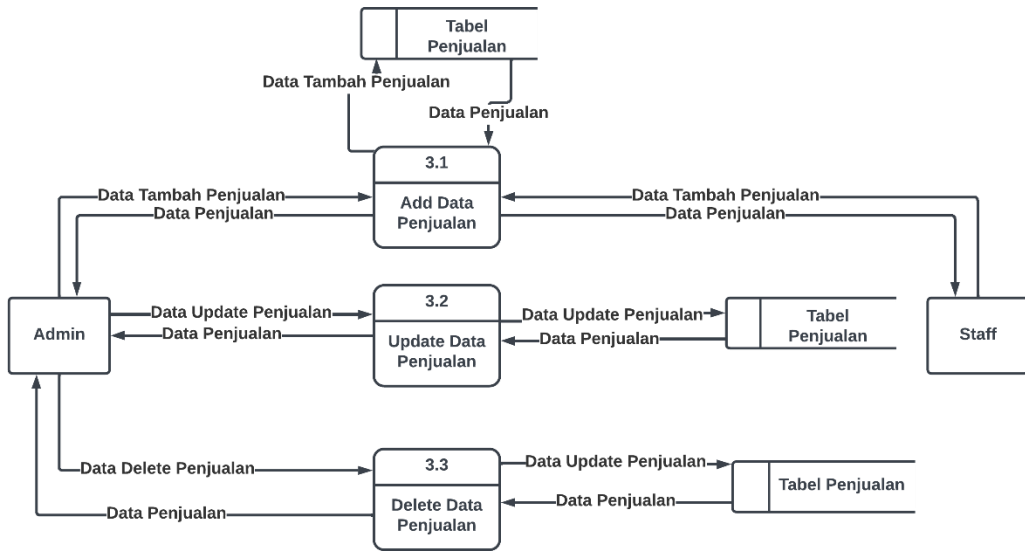 Tabel
Penjualan
Data Tambah Penjualan
Data Penjualan
3.1
Add Data
Penjualan
Data Tambah Penjualan
Data Penjualan
Data Tambah Penjualan
Data Penjualan
Admin
Data Update Penjualan
Data Penjualan
3.2
Update Data
Penjualan
Data Update Penjualan
Data Penjualan
Tabel
Penjualan
Staff
Data Delete Penjualan
Data Penjualan
3.3
Delete Data
Penjualan
Data Update Penjualan
Data Penjualan
Tabel Penjualan